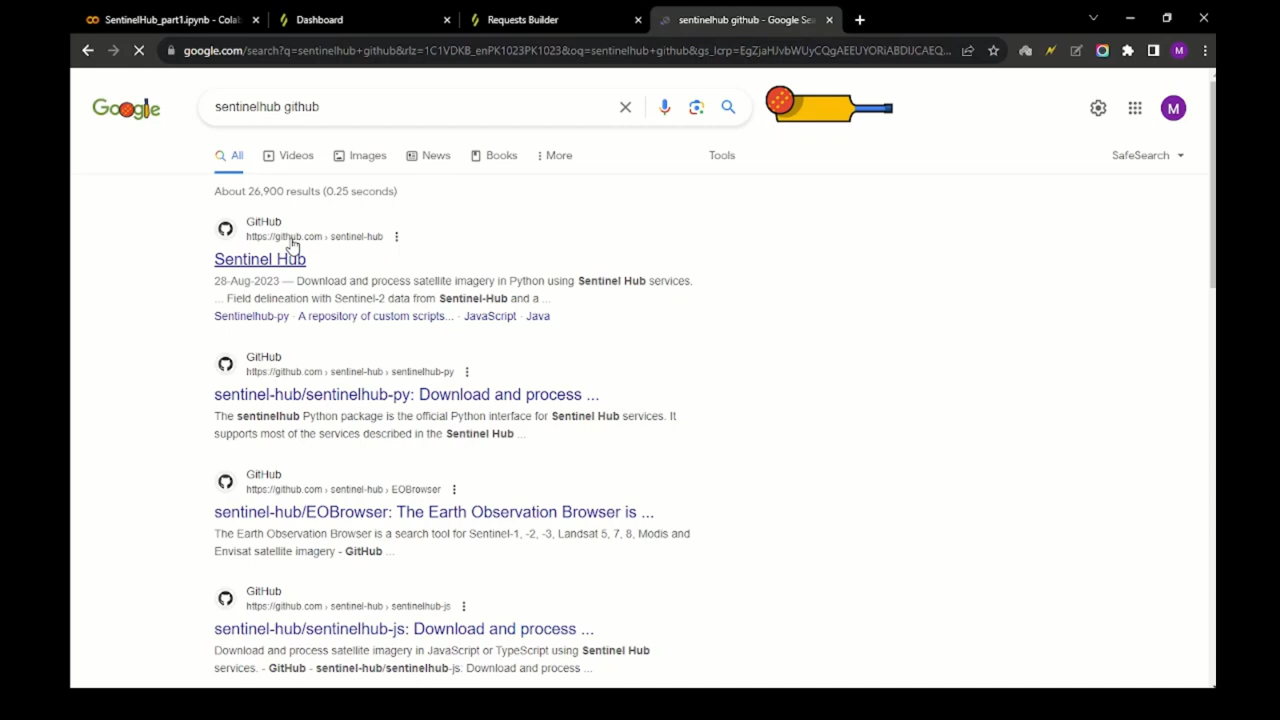 SentinelHub_part1.ipynb - Colab
Dashboard
Requests Builder
sentinelhub github - Google Sea
google.com/search?q=sentinelhub+github&rlz=1C1VDKB_enPK1023PK1023&oq=sentinelhub+github&gs_lcrp=EgZjaHJvbWUyCQgAEEUYORiABDIJCAEQ...
M
Google
sentinelhub github
M
All
Videos
Images
News
Books
More
Tools
SafeSearch
About 26,900 results (0.25 seconds)
GitHub
https://github.com › sentinel-hub
Sentinel Hub
28-Aug-2023 — Download and process satellite imagery in Python using Sentinel Hub services.
... Field delineation with Sentinel-2 data from Sentinel-Hub and a ...
Sentinelhub-py · A repository of custom scripts... · JavaScript · Java
GitHub
https://github.com › sentinel-hub › sentinelhub-py
sentinel-hub/sentinelhub-py: Download and process ...
The sentinelhub Python package is the official Python interface for Sentinel Hub services. It
supports most of the services described in the Sentinel Hub ...
GitHub
https://github.com › sentinel-hub › EOBrowser
sentinel-hub/EOBrowser: The Earth Observation Browser is ...
The Earth Observation Browser is a search tool for Sentinel-1, -2, -3, Landsat 5, 7, 8, Modis and
Envisat satellite imagery - GitHub ...
GitHub
https://github.com › sentinel-hub › sentinelhub-js
sentinel-hub/sentinelhub-js: Download and process ...
Download and process satellite imagery in JavaScript or TypeScript using Sentinel Hub
services. - GitHub - sentinel-hub/sentinelhub-js: Download and process ...